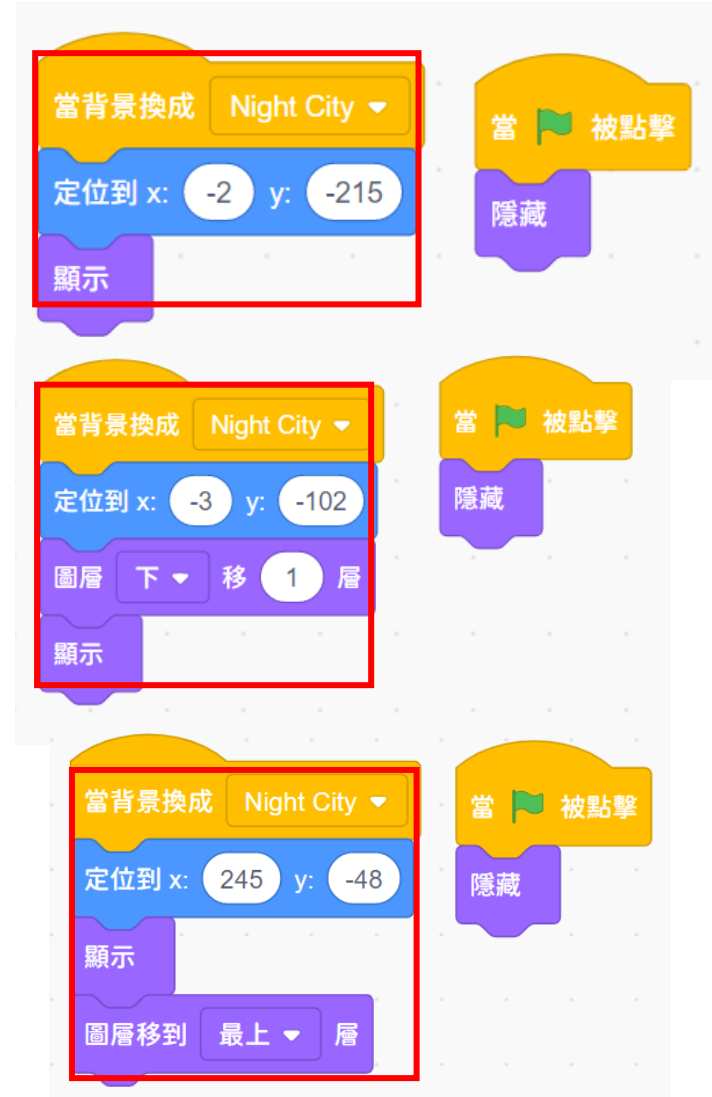 當背景換成 Night City
定位到 x: -2 y: -215
顯示
當 被點擊
隱藏
當背景換成 Night City
定位到 x: -3 y: -102
圖層 下 移 1 層
顯示
當 被點擊
隱藏
當背景換成 Night City
定位到 x: 245 y: -48
顯示
圖層移到 最上 層
當 被點擊
隱藏